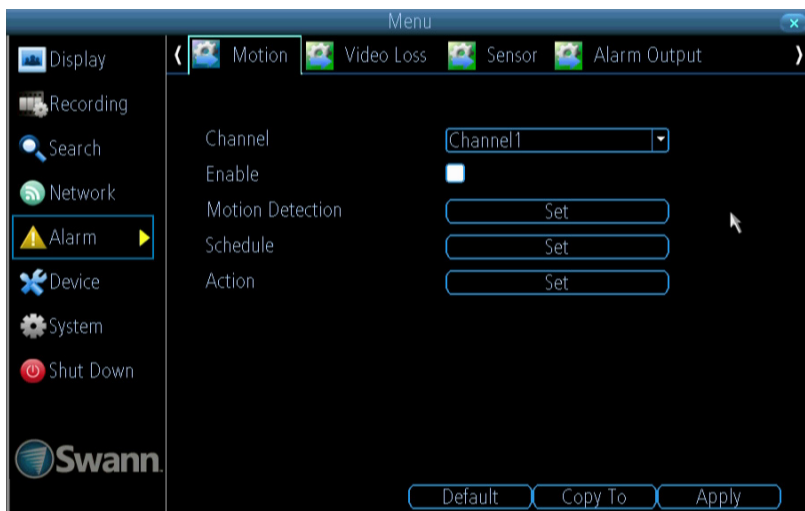 Menu
Display
Recording
Search
Network
Alarm
Device
System
Shut Down
Swann.
Motion Video Loss Sensor Alarm Output
Channel Channel1
Enable
Motion Detection Set
Schedule Set
Action Set
Default Copy To Apply